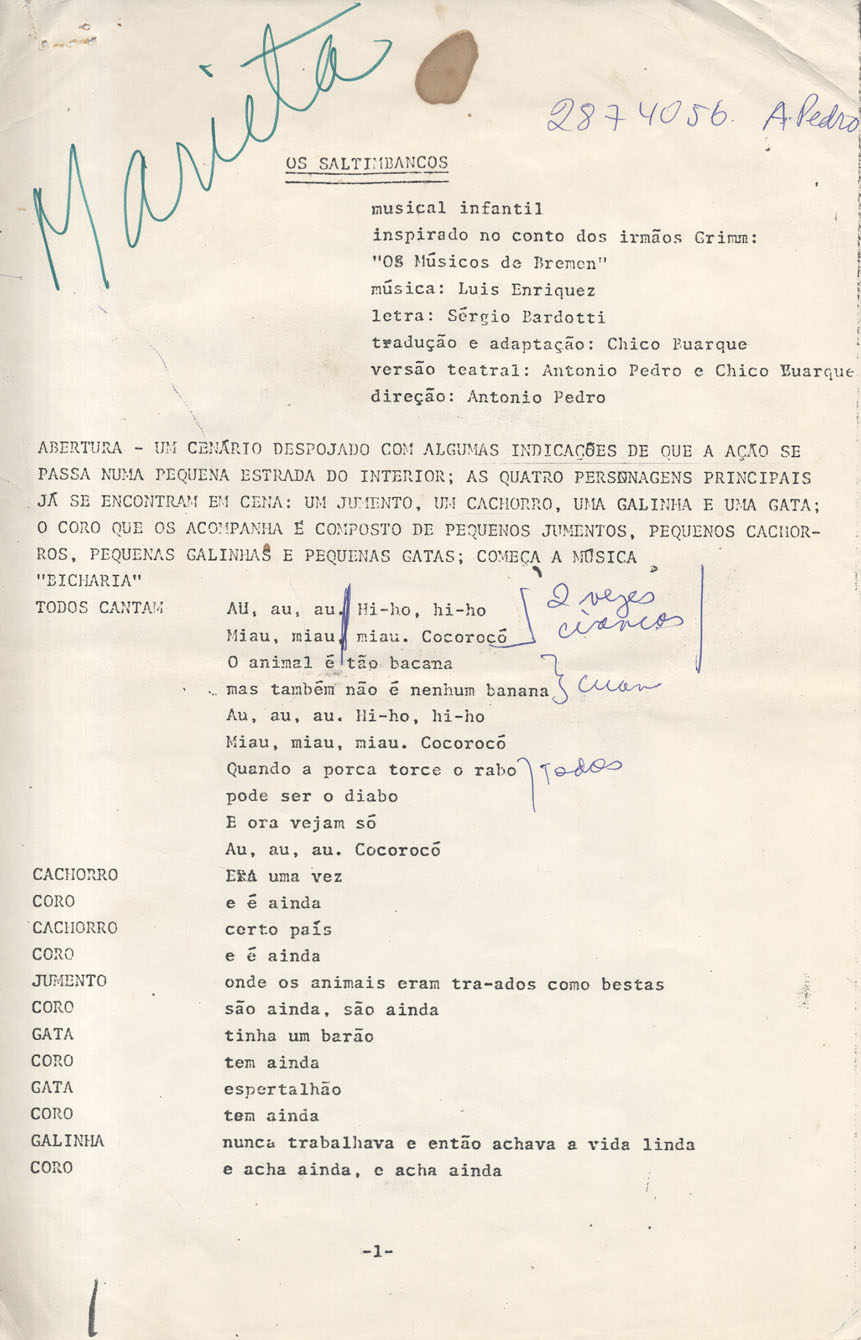 Marieta
2874056. A. Pedro
OS SALTIMBANCOS
musical infantil
inspirado no conto dos irmãos Grimm:
"OS Músicos de Bremen"
música: Luis Enriquez
letra: Sérgio Bardotti
tradução e adaptação: Chico Buarque
versão teatral: Antonio Pedro e Chico Buarque
direção: Antonio Pedro
ABERTURA - UM CENÁRIO DESPOJADO COM ALGUMAS INDICAÇÕES DE QUE A AÇÃO SE
PASSA NUMA PEQUENA ESTRADA DO INTERIOR; AS QUATRO PERSONAGENS PRINCIPAIS
JÁ SE ENCONTRAM EM CENA: UM JUMENTO, UM CACHORRO, UMA GALINHA E UMA GATA;
O CORO QUE OS ACOMPANHA É COMPOSTO DE PEQUENOS JUMENTOS, PEQUENOS CACHOR-
ROS, PEQUENAS GALINHAS E PEQUENAS GATAS; COMEÇA A MÚSICA
"BICHARIA"
TODOS CANTAM AU, au, au. Hi-ho, hi-ho 2 vezes
Miau, miau, miau. Cocorocó
O animal é tão bacana
mas também não é nenhum banana
Au, au, au. Hi-ho, hi-ho
Miau, miau, miau. Cocorocó
Quando a porca torce o rabo Todos
pode ser o diabo
E ora vejam só
Au, au, au. Cocorocó
CACHORRO ERA uma vez
CORO e é ainda
CACHORRO certo país
CORO e é ainda
JUMENTO onde os animais eram tra-ados como bestas
CORO são ainda, são ainda
GATA tinha um barão
CORO tem ainda
GATA espertalhão
CORO tem ainda
GALINHA nunca trabalhava e então achava a vida linda
CORO e acha ainda, e acha ainda
-1-